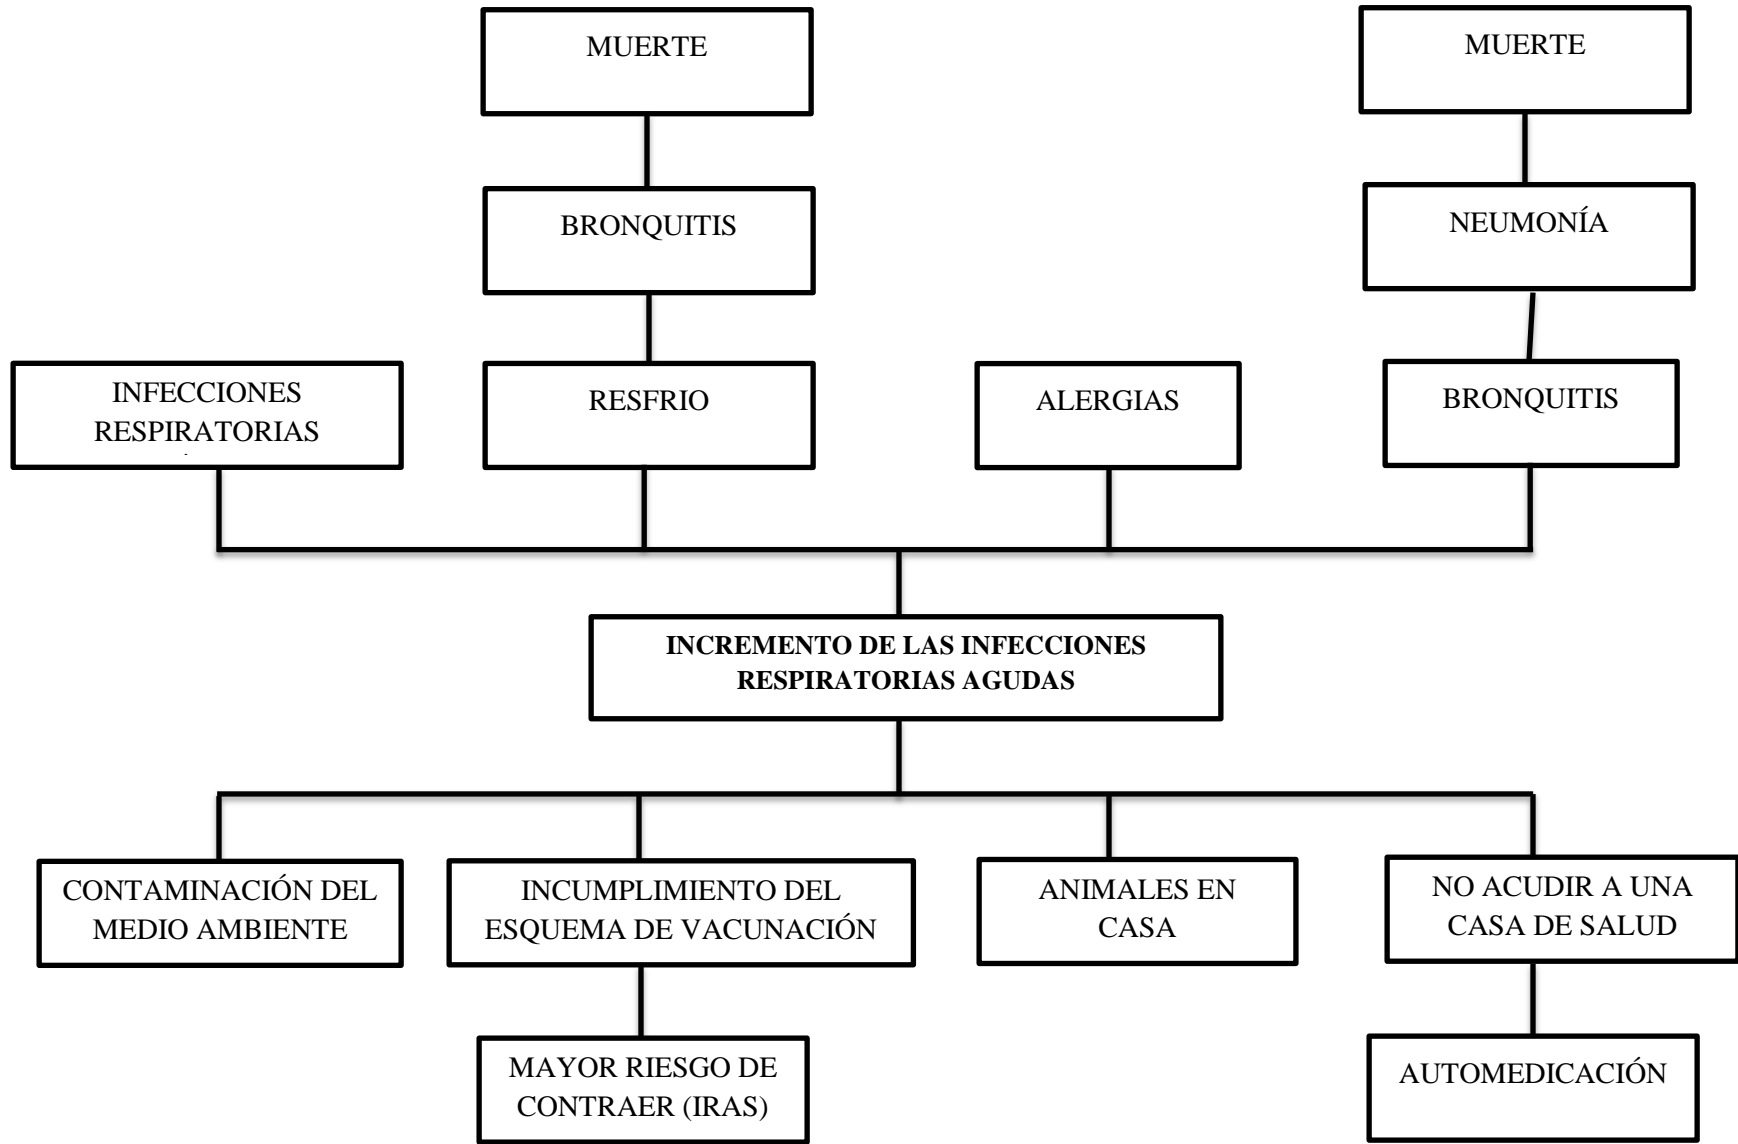 MUERTE
MUERTE
BRONQUITIS
NEUMONÍA
INFECCIONES
RESPIRATORIAS
RESFRIO
ALERGIAS
BRONQUITIS
INCREMENTO DE LAS INFECCIONES
RESPIRATORIAS AGUDAS
CONTAMINACIÓN DEL
MEDIO AMBIENTE
INCUMPLIMIENTO DEL
ESQUEMA DE VACUNACIÓN
ANIMALES EN
CASA
NO ACUDIR A UNA
CASA DE SALUD
MAYOR RIESGO DE
CONTRAER (IRAS)
AUTOMEDICACIÓN